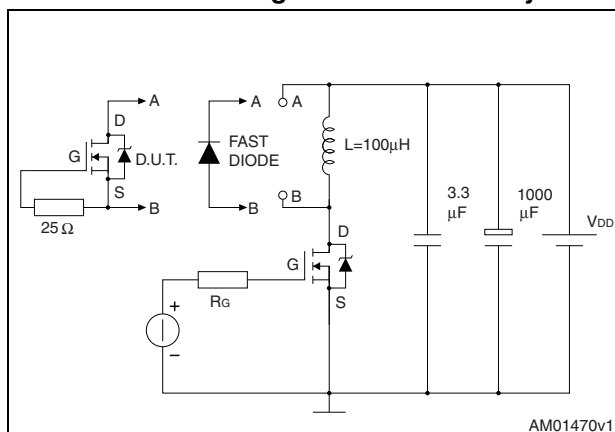 A
D
G
D.U.T.
S
B
25 Ω
A
FAST
DIODE
B
A
L=100μH
B
D
G
S
RG
+
–
3.3
μF
1000
μF
VDD
AM01470v1